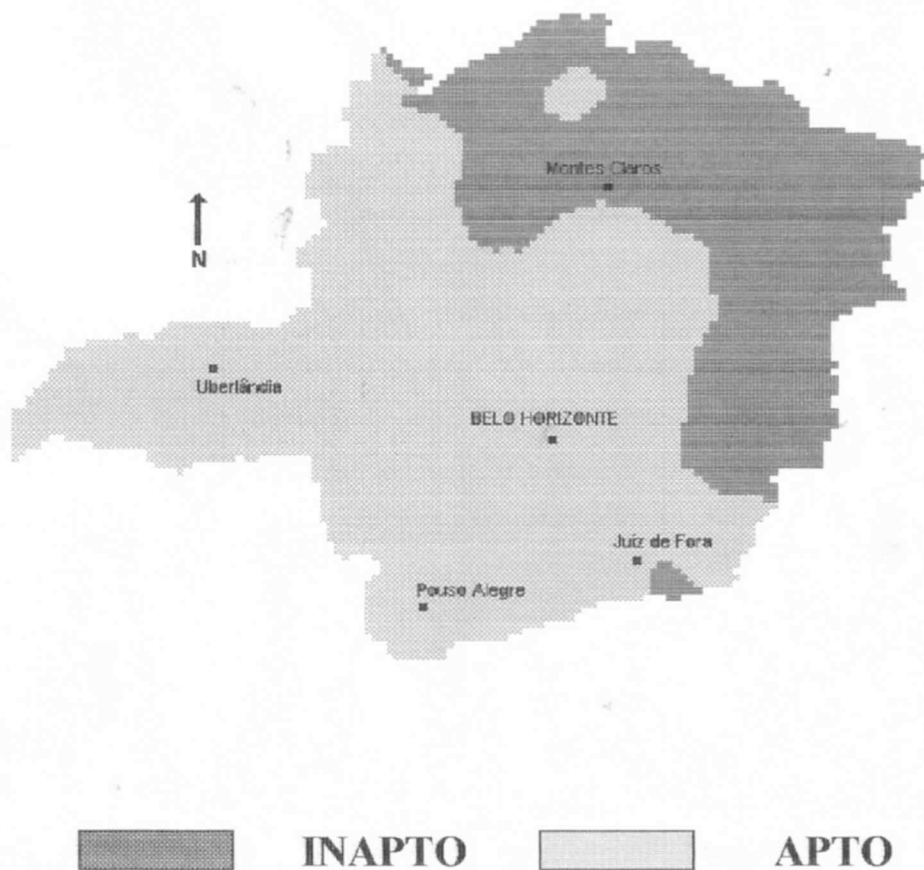 Montes Claros
N
Uberlândia
BELO HORIZONTE
Juiz de Fora
Pouso Alegre
INAPTO APTO